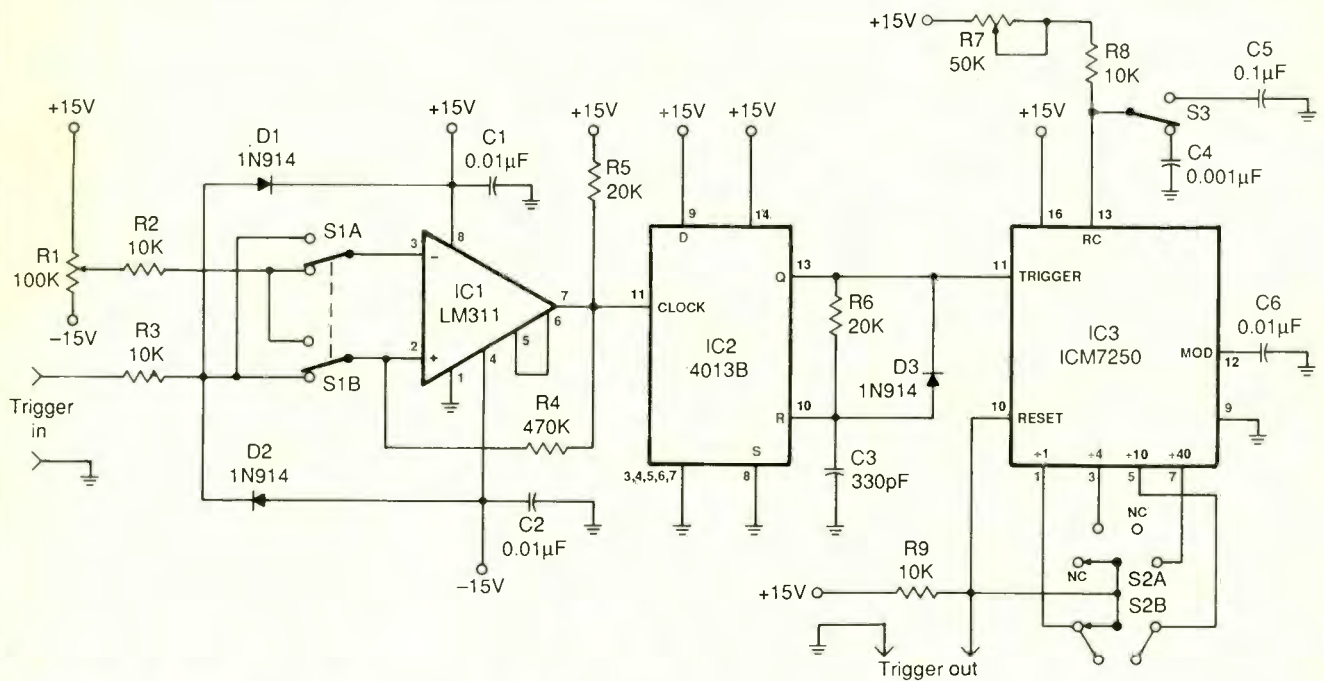 +15V
R7
50K
R8
10K
C5
0.1µF
S3
C4
0.001µF
+15V
D1
1N914
+15V
C1
0.01µF
+15V
R5
20K
+15V
+15V
+15V
R1
100K
R2
10K
–15V
R3
10K
Trigger
in
S1A
S1B
3
–
8
IC1
LM311
7
6
5
4
2
+
1
R4
470K
D2
1N914
C2
0.01µF
–15V
9
D
14
11
CLOCK
Q
13
IC2
4013B
R
10
S
3,4,5,6,7
8
R6
20K
D3
1N914
C3
330pF
16
13
RC
11
TRIGGER
IC3
ICM7250
MOD
12
C6
0.01µF
10
RESET
9
÷1
÷4
÷10
÷40
1
3
5
7
NC
NC
S2A
S2B
R9
10K
+15V
Trigger out